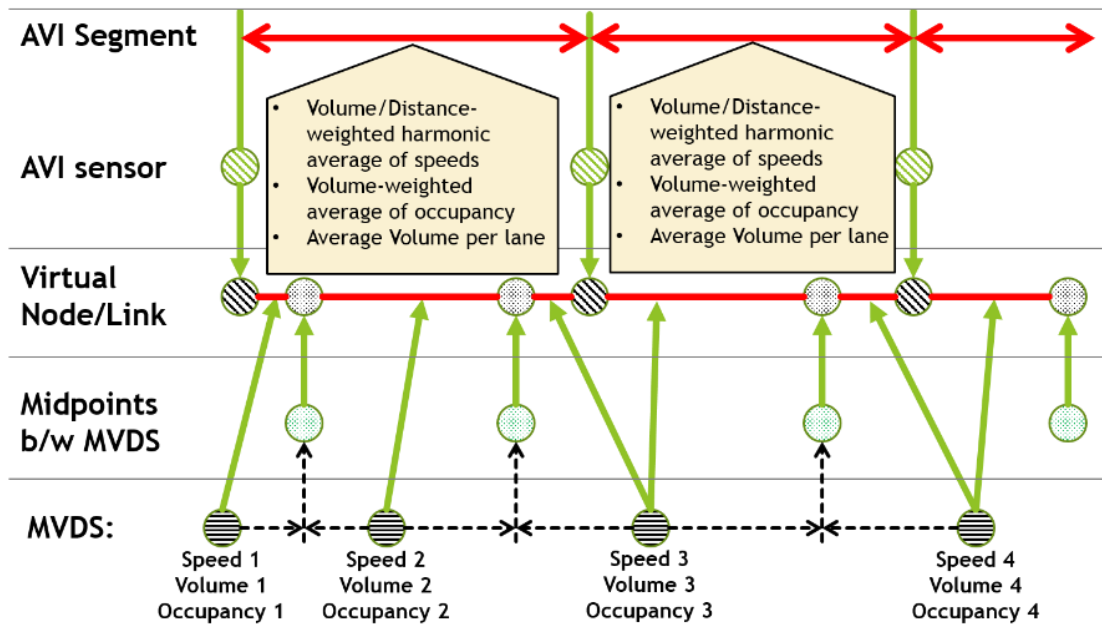 AVI Segment
• Volume/Distance-
weighted harmonic
average of speeds
• Volume-weighted
average of occupancy
• Average Volume per lane
• Volume/Distance-
weighted harmonic
average of speeds
• Volume-weighted
average of occupancy
• Average Volume per lane
AVI sensor
Virtual
Node/Link
Midpoints
b/w MVDS
MVDS:
Speed 1
Volume 1
Occupancy 1
Speed 2
Volume 2
Occupancy 2
Speed 3
Volume 3
Occupancy 3
Speed 4
Volume 4
Occupancy 4